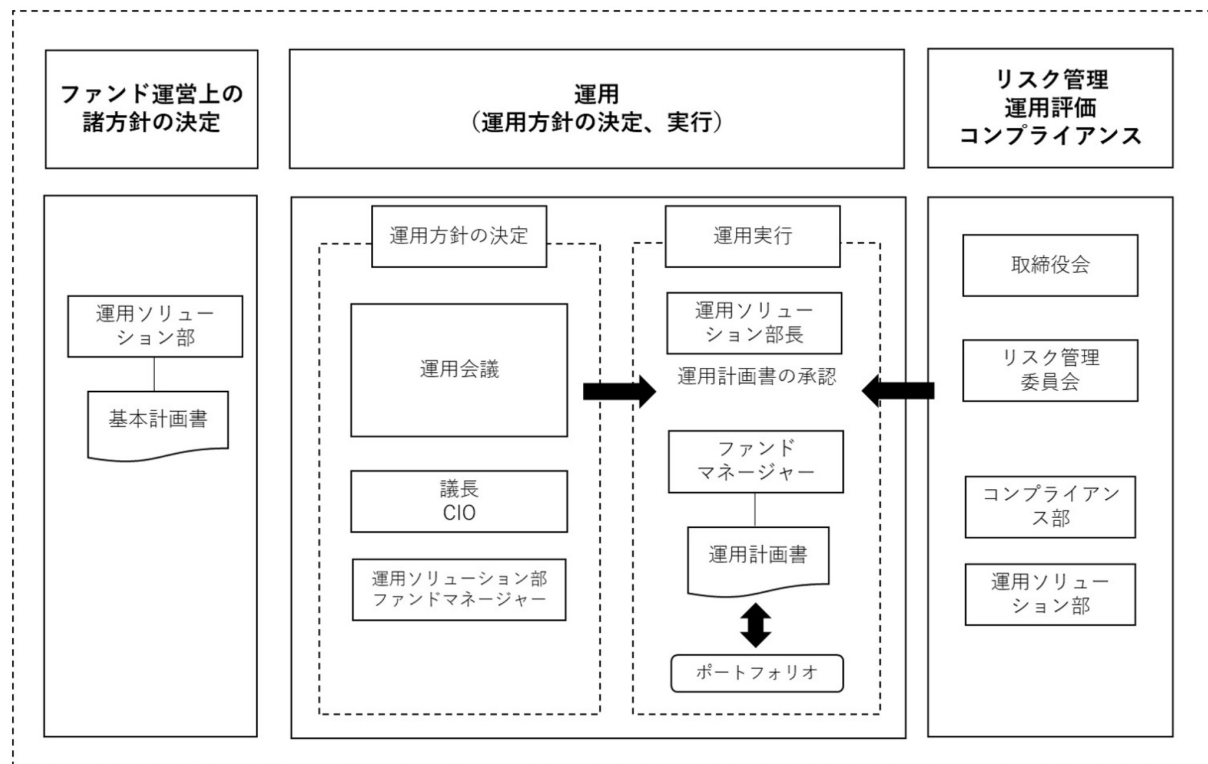 ファンド運営上の
諸方針の決定
運用
（運用方針の決定、実行）
リスク管理
運用評価
コンプライアンス
運用ソリュー
ション部
基本計画書
運用方針の決定
運用会議
議長
CIO
運用ソリューション部
ファンドマネージャー
運用実行
運用ソリュー
ション部長
運用計画書の承認
ファンド
マネージャー
運用計画書
ポートフォリオ
取締役会
リスク管理
委員会
コンプライアン
ス部
運用ソリュー
ション部